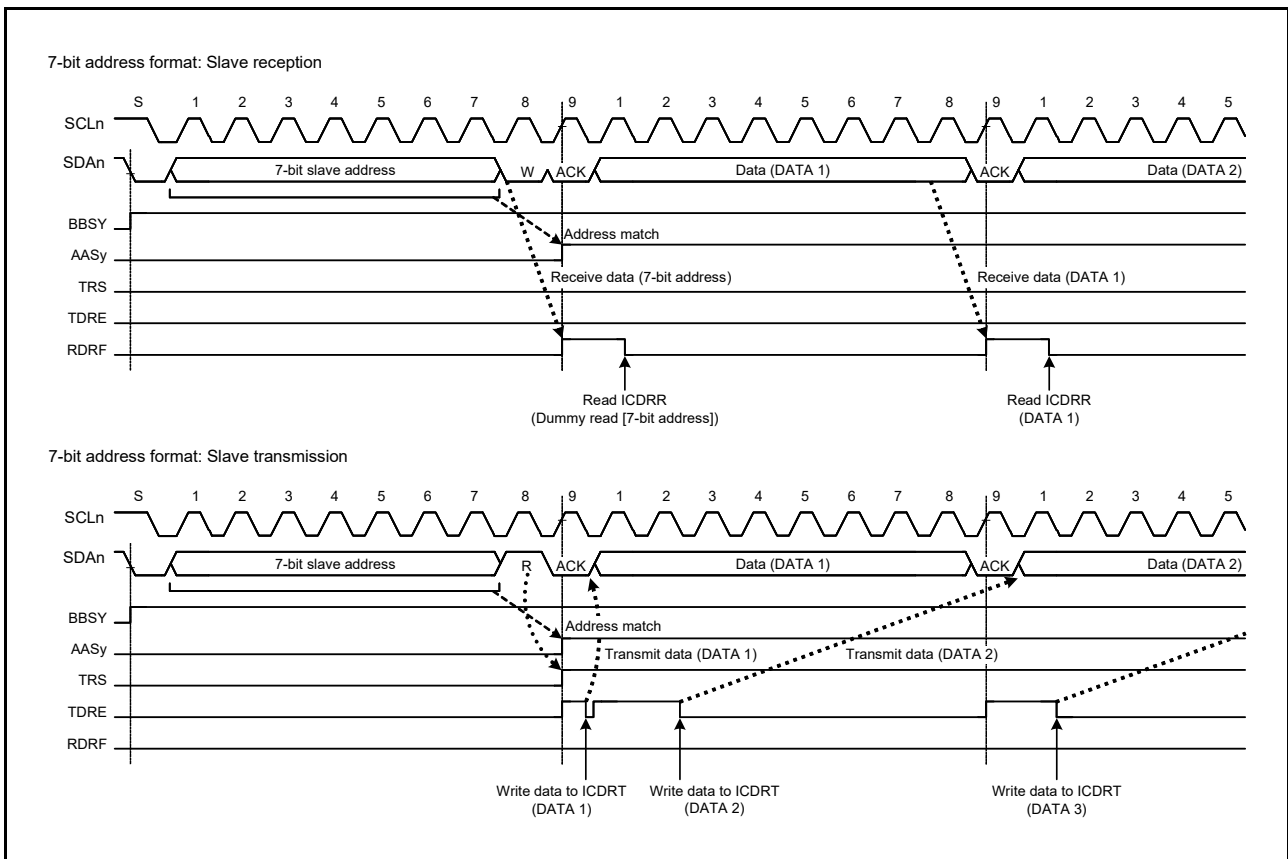 7-bit address format: Slave reception
S 1 2 3 4 5 6 7 8 9 1 2 3 4 5 6 7 8 9 1 2 3 4 5
SCLn
SDAn 7-bit slave address W ACK Data (DATA 1) ACK Data (DATA 2)
BBSY
Address match
AASy
Receive data (7-bit address) Receive data (DATA 1)
TRS
TDRE
RDRF
Read ICDRR Read ICDRR
(Dummy read [7-bit address]) (DATA 1)
7-bit address format: Slave transmission
S 1 2 3 4 5 6 7 8 9 1 2 3 4 5 6 7 8 9 1 2 3 4 5
SCLn
SDAn 7-bit slave address R ACK Data (DATA 1) ACK Data (DATA 2)
BBSY
Address match
AASy
Transmit data (DATA 1) Transmit data (DATA 2)
TRS
TDRE
RDRF
Write data to ICDRT Write data to ICDRT Write data to ICDRT
(DATA 1) (DATA 2) (DATA 3)